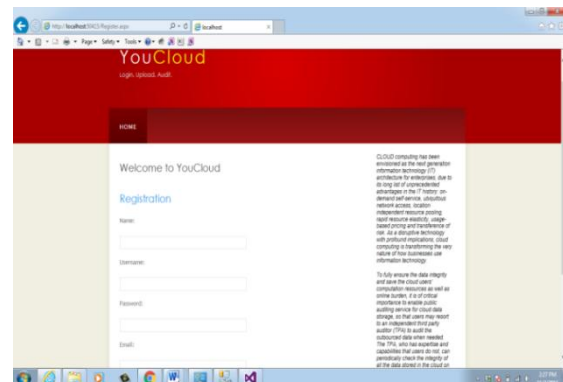 http://localhost
localhost
Page
Safety
Tools
YouCloud
Login. Upload. Audit.
HOME
Welcome to YouCloud
Registration
Name:
Username:
Password:
Email:
CLOUD computing has been
envisioned as the next generation
information technology (IT)
architecture for enterprises, due to
its long list of unprecedented
advantages in the IT history: on-
demand self service, ubiquitous
network access, location
independent resource pooling,
rapid resource elasticity, usage-
based pricing and transference of
risk. As a disruptive technology
with profound implications, cloud
computing is transforming the very
nature of how businesses use
information technology
To fully ensure the data integrity
and save the cloud users'
computation resources as well as
online burden, it is of critical
importance to enable public
auditing service for cloud data
storage, so that users may resort
to an independent third party
auditor (TPA) to audit the
outsourced data when needed.
The TPA, who has expertise and
capabilities that users do not, can
periodically check the integrity of
all the data stored in the cloud on